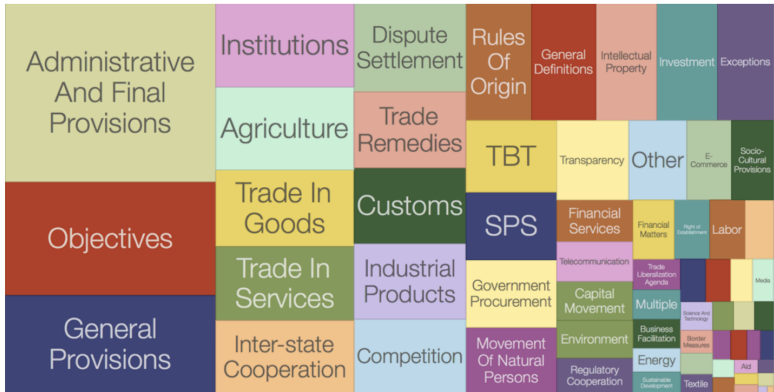 Administrative
And Final
Provisions
Objectives
General
Provisions
Institutions
Agriculture
Trade In
Goods
Trade In
Services
Inter-state
Cooperation
Dispute
Settlement
Trade
Remedies
Customs
Industrial
Products
Competition
Rules
Of
Origin
General
Definitions
Intellectual
Property
Investment
Exceptions
TBT
SPS
Government
Procurement
Movement
Of Natural
Persons
Transparency
Other
E-
Commerce
Socio-
Cultural
Provisions
Financial
Services
Telecommunication
Capital
Movement
Environment
Regulatory
Cooperation
Financial
Matters
Right of
Establishment
Labor
Trade
Liberalization
Agenda
Media
Multiple
Science And
Technology
Business
Facilitation
Border
Measures
Energy
Aid
Sustainable
Development
Textile